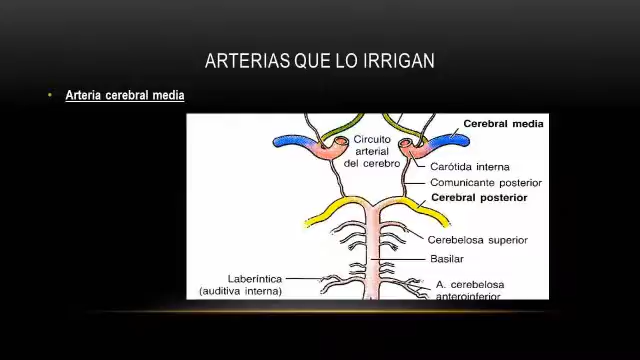 ARTERIAS QUE LO IRRIGAN
• Arteria cerebral media
Cerebral media
Circuito
arterial
del cerebro
Carótida interna
Comunicante posterior
Cerebral posterior
Cerebelosa superior
Basilar
Laberíntica
(auditiva interna)
A. cerebelosa
anteroinferior